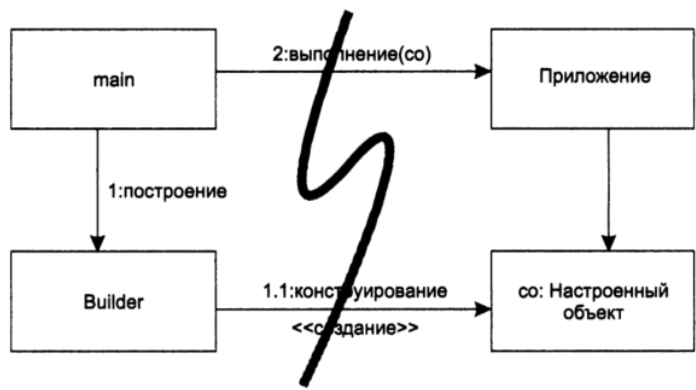 2:выполнение(со)
main
Приложение
1:построение
Builder
1.1:конструирование
<<создание>>
со: Настроенный
объект